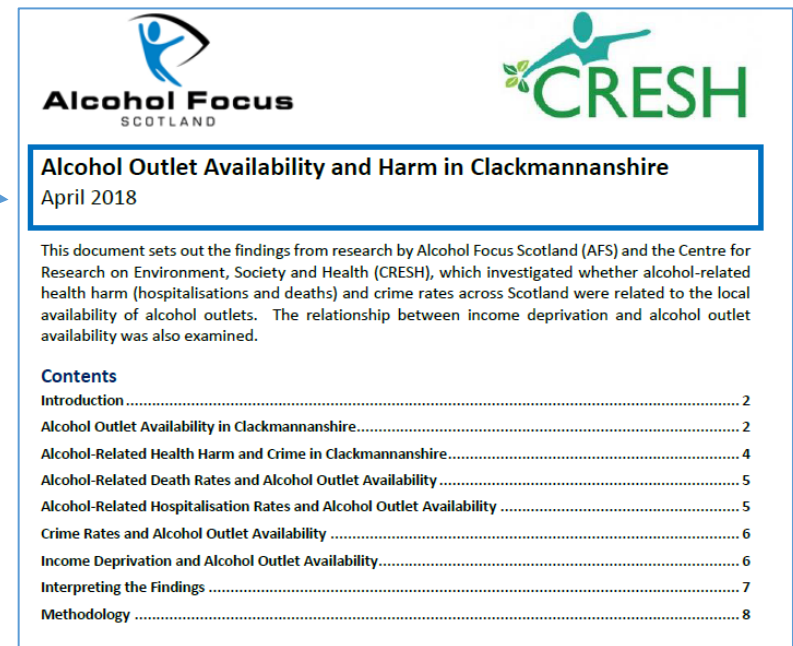 Alcohol Focus
SCOTLAND
CRESH
Alcohol Outlet Availability and Harm in Clackmannanshire
April 2018
This document sets out the findings from research by Alcohol Focus Scotland (AFS) and the Centre for
Research on Environment, Society and Health (CRESH), which investigated whether alcohol-related
health harm (hospitalisations and deaths) and crime rates across Scotland were related to the local
availability of alcohol outlets. The relationship between income deprivation and alcohol outlet
availability was also examined.
Contents
Introduction ........ 2
Alcohol Outlet Availability in Clackmannanshire ........ 2
Alcohol-Related Health Harm and Crime in Clackmannanshire ........ 4
Alcohol-Related Death Rates and Alcohol Outlet Availability ........ 5
Alcohol-Related Hospitalisation Rates and Alcohol Outlet Availability ........ 5
Crime Rates and Alcohol Outlet Availability ........ 6
Income Deprivation and Alcohol Outlet Availability ........ 6
Interpreting the Findings ........ 7
Methodology ........ 8